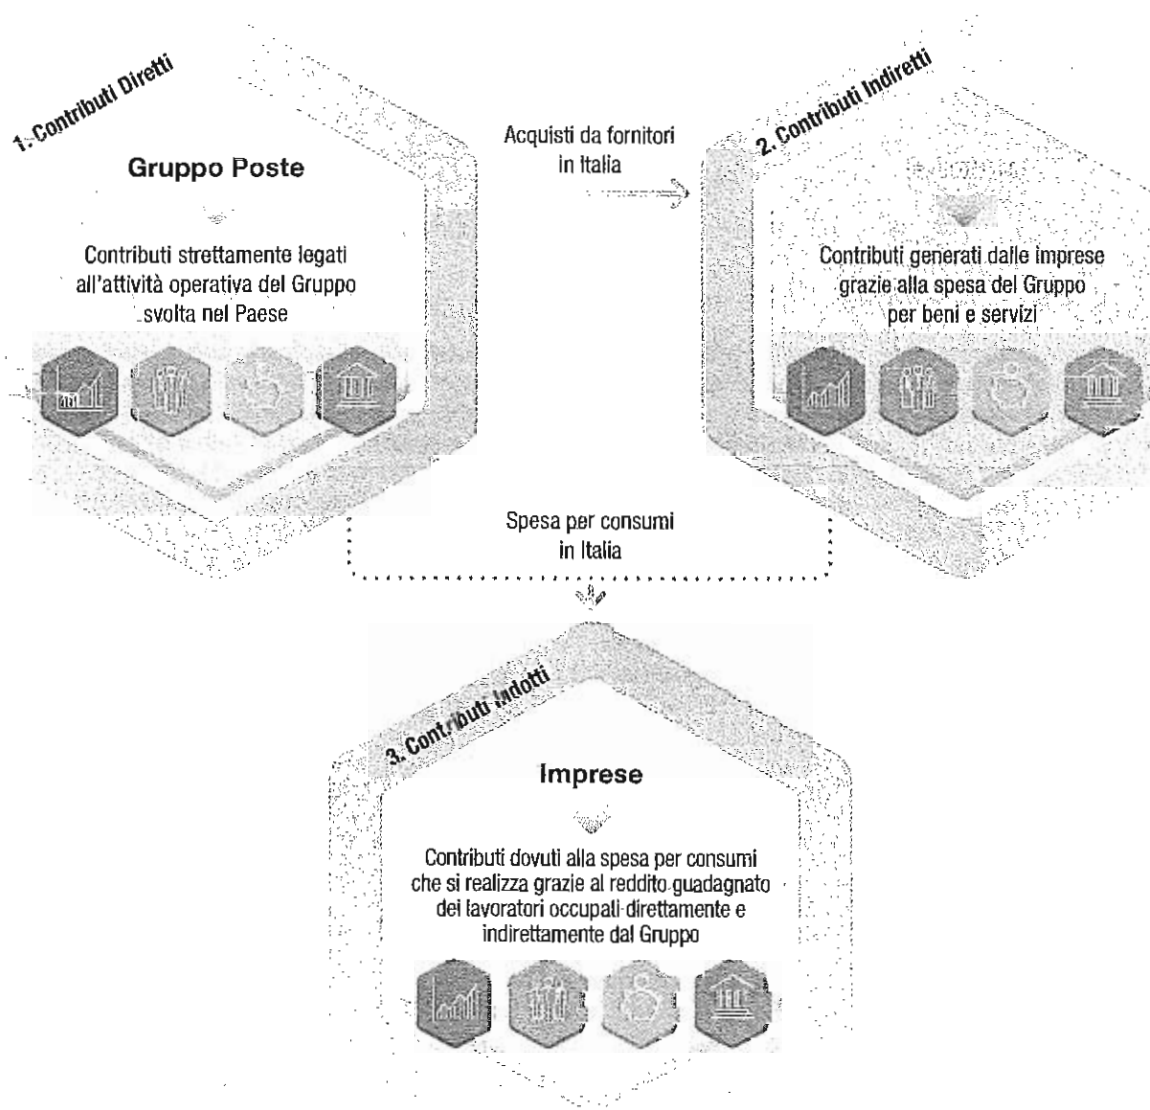 1. Contributi Diretti
Gruppo Poste
Contributi strettamente legati
all'attività operativa del Gruppo
svolta nel Paese
Acquisti da fornitori
in Italia
2. Contributi Indiretti
Contributi generati dalle imprese
grazie alla spesa del Gruppo
per beni e servizi
Spesa per consumi
in Italia
3. Contributi Indotti
Imprese
Contributi dovuti alla spesa per consumi
che si realizza grazie al reddito guadagnato
dei lavoratori occupati direttamente e
indirettamente dal Gruppo